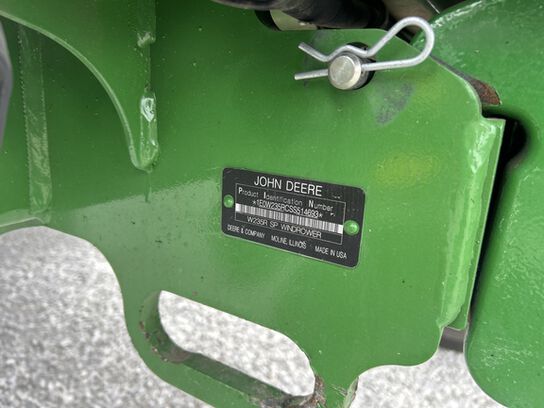 JOHN DEERE
Product Identification Number
*1E0W235RCSS514693*
W235R SP WINDROWER
DEERE & COMPANY MOLINE, ILLINOIS MADE IN USA